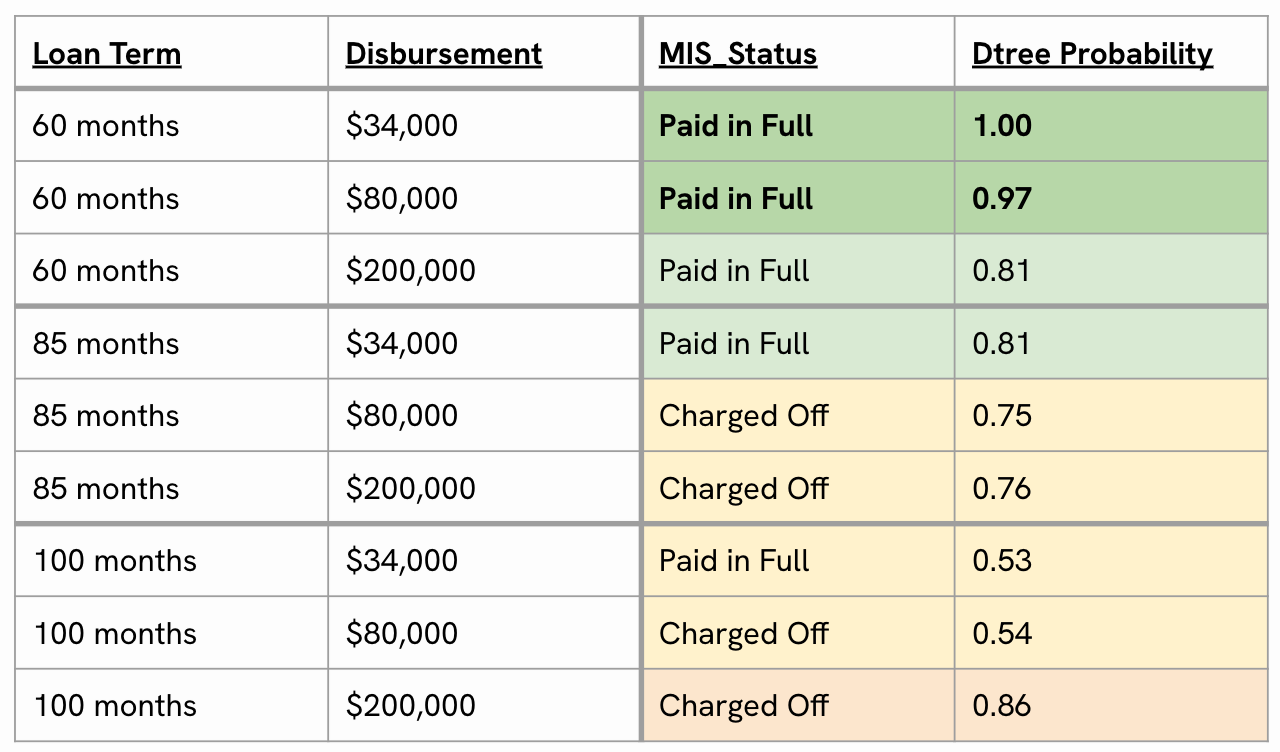 Loan Term Disbursement MIS_Status Dtree Probability
60 months $34,000 Paid in Full 1.00
60 months $80,000 Paid in Full 0.97
60 months $200,000 Paid in Full 0.81
85 months $34,000 Paid in Full 0.81
85 months $80,000 Charged Off 0.75
85 months $200,000 Charged Off 0.76
100 months $34,000 Paid in Full 0.53
100 months $80,000 Charged Off 0.54
100 months $200,000 Charged Off 0.86